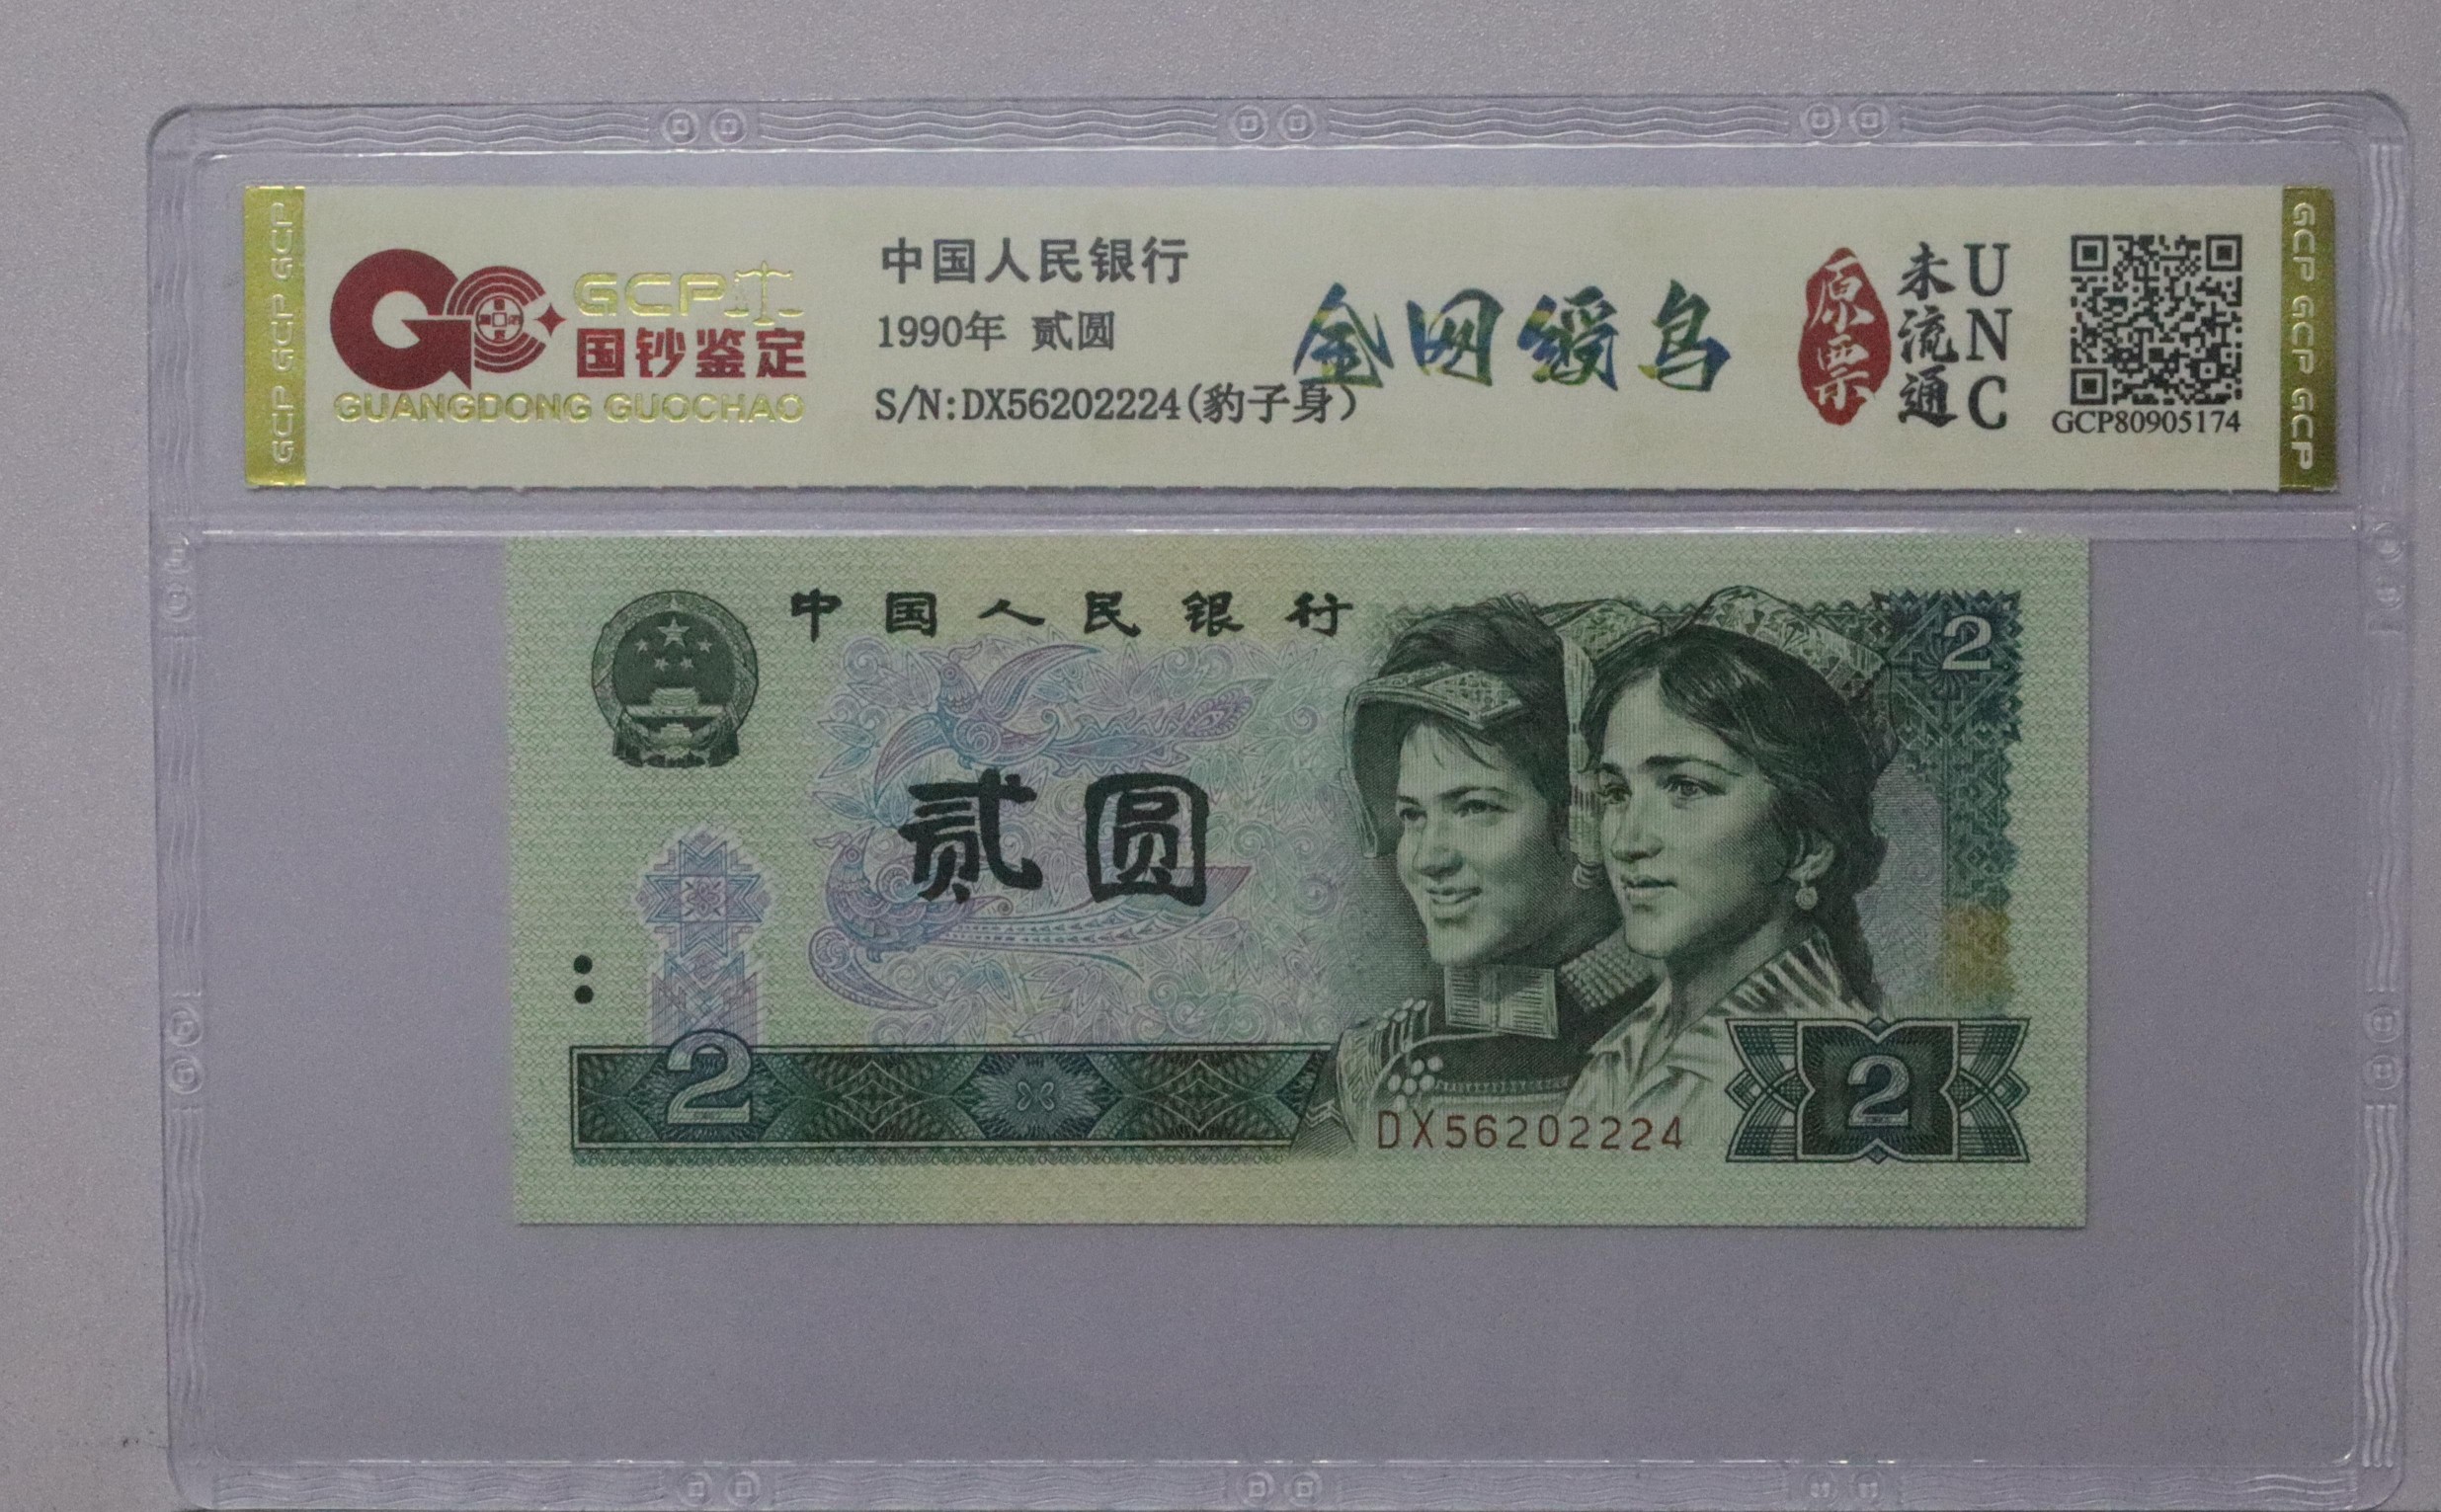 GCP GCP GCP
GCP
国钞鉴定
GUANGDONG GUOCHAO
中国人民银行
1990年 贰圆
S/N:DX56202224(豹子身)
金网绶鸟
原票
未流通
UNC
GCP80905174
GCP GCP GCP
中国人民银行
2
贰圆
2
DX56202224
2